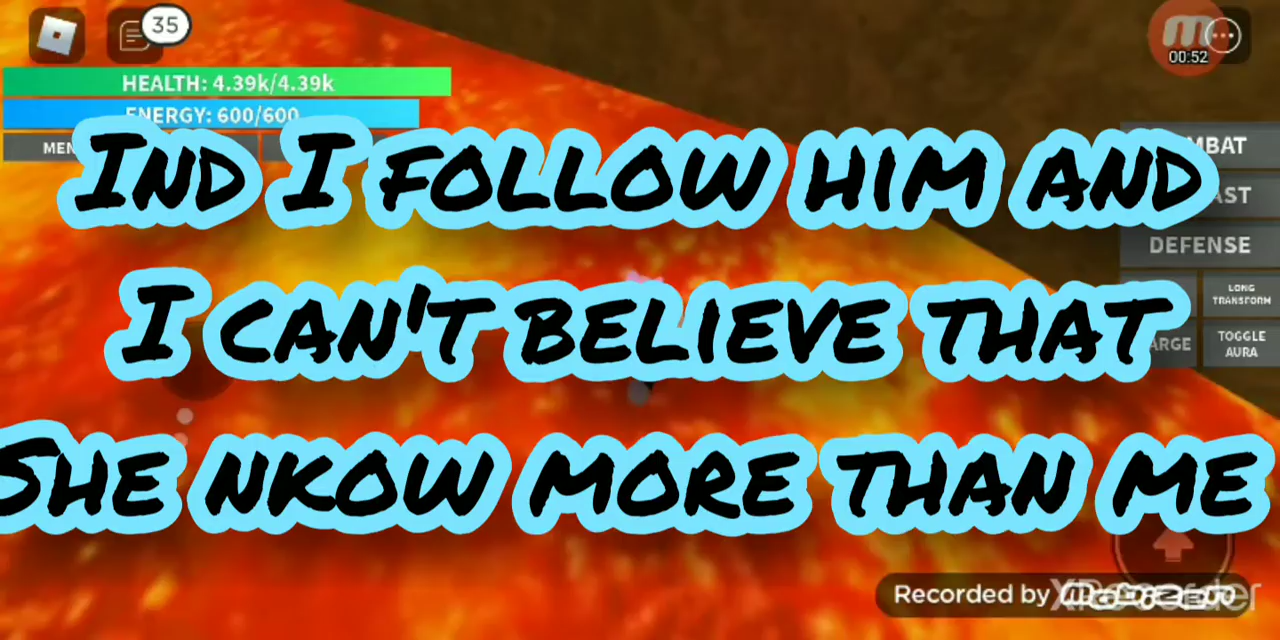 35
00:52
HEALTH: 4.39k/4.39k
ENERGY: 600/600
IND I FOLLOW HIM AND
I CAN'T BELIEVE THAT
SHE NKOW MORE THAN ME
DEFENSE
LONG
TRANSFORM
TOGGLE
AURA
Recorded by
XRecorder